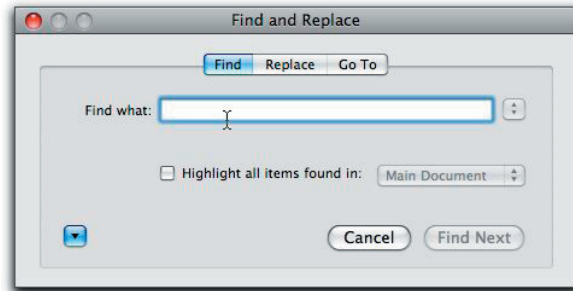 Find and Replace
Find Replace Go To
Find what:
Highlight all items found in: Main Document
Cancel Find Next